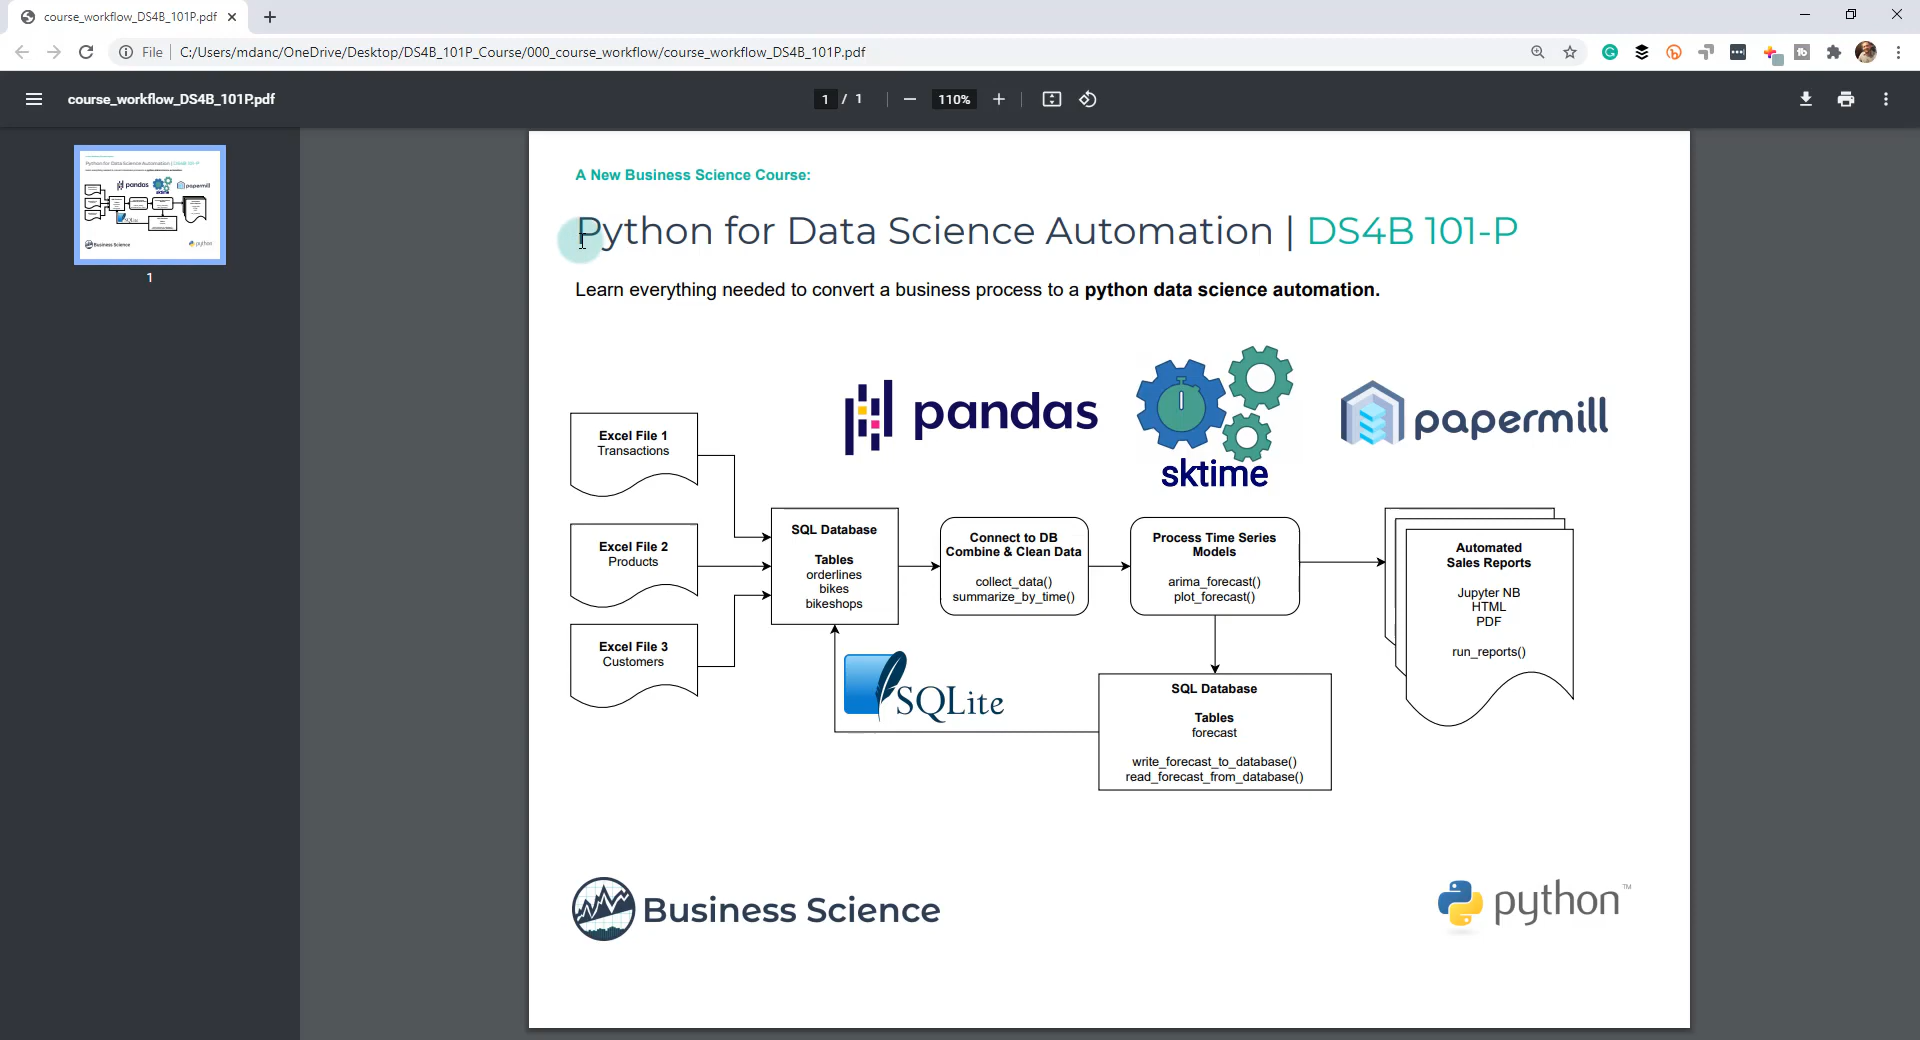 course_workflow_DS4B_101P.pdf
File
C:/Users/mdanc/OneDrive/Desktop/DS4B_101P_Course/000_course_workflow/course_workflow_DS4B_101P.pdf
course_workflow_DS4B_101P.pdf
1 / 1
110%
1
A New Business Science Course:
Python for Data Science Automation | DS4B 101-P
Learn everything needed to convert a business process to a python data science automation.
pandas
sktime
papermill
Excel File 1
Transactions
Excel File 2
Products
Excel File 3
Customers
SQL Database
Tables
orderlines
bikes
bikeshops
Connect to DB
Combine & Clean Data
collect_data()
summarize_by_time()
Process Time Series
Models
arima_forecast()
plot_forecast()
Automated
Sales Reports
Jupyter NB
HTML
PDF
run_reports()
SQLite
SQL Database
Tables
forecast
write_forecast_to_database()
read_forecast_from_database()
Business Science
python™